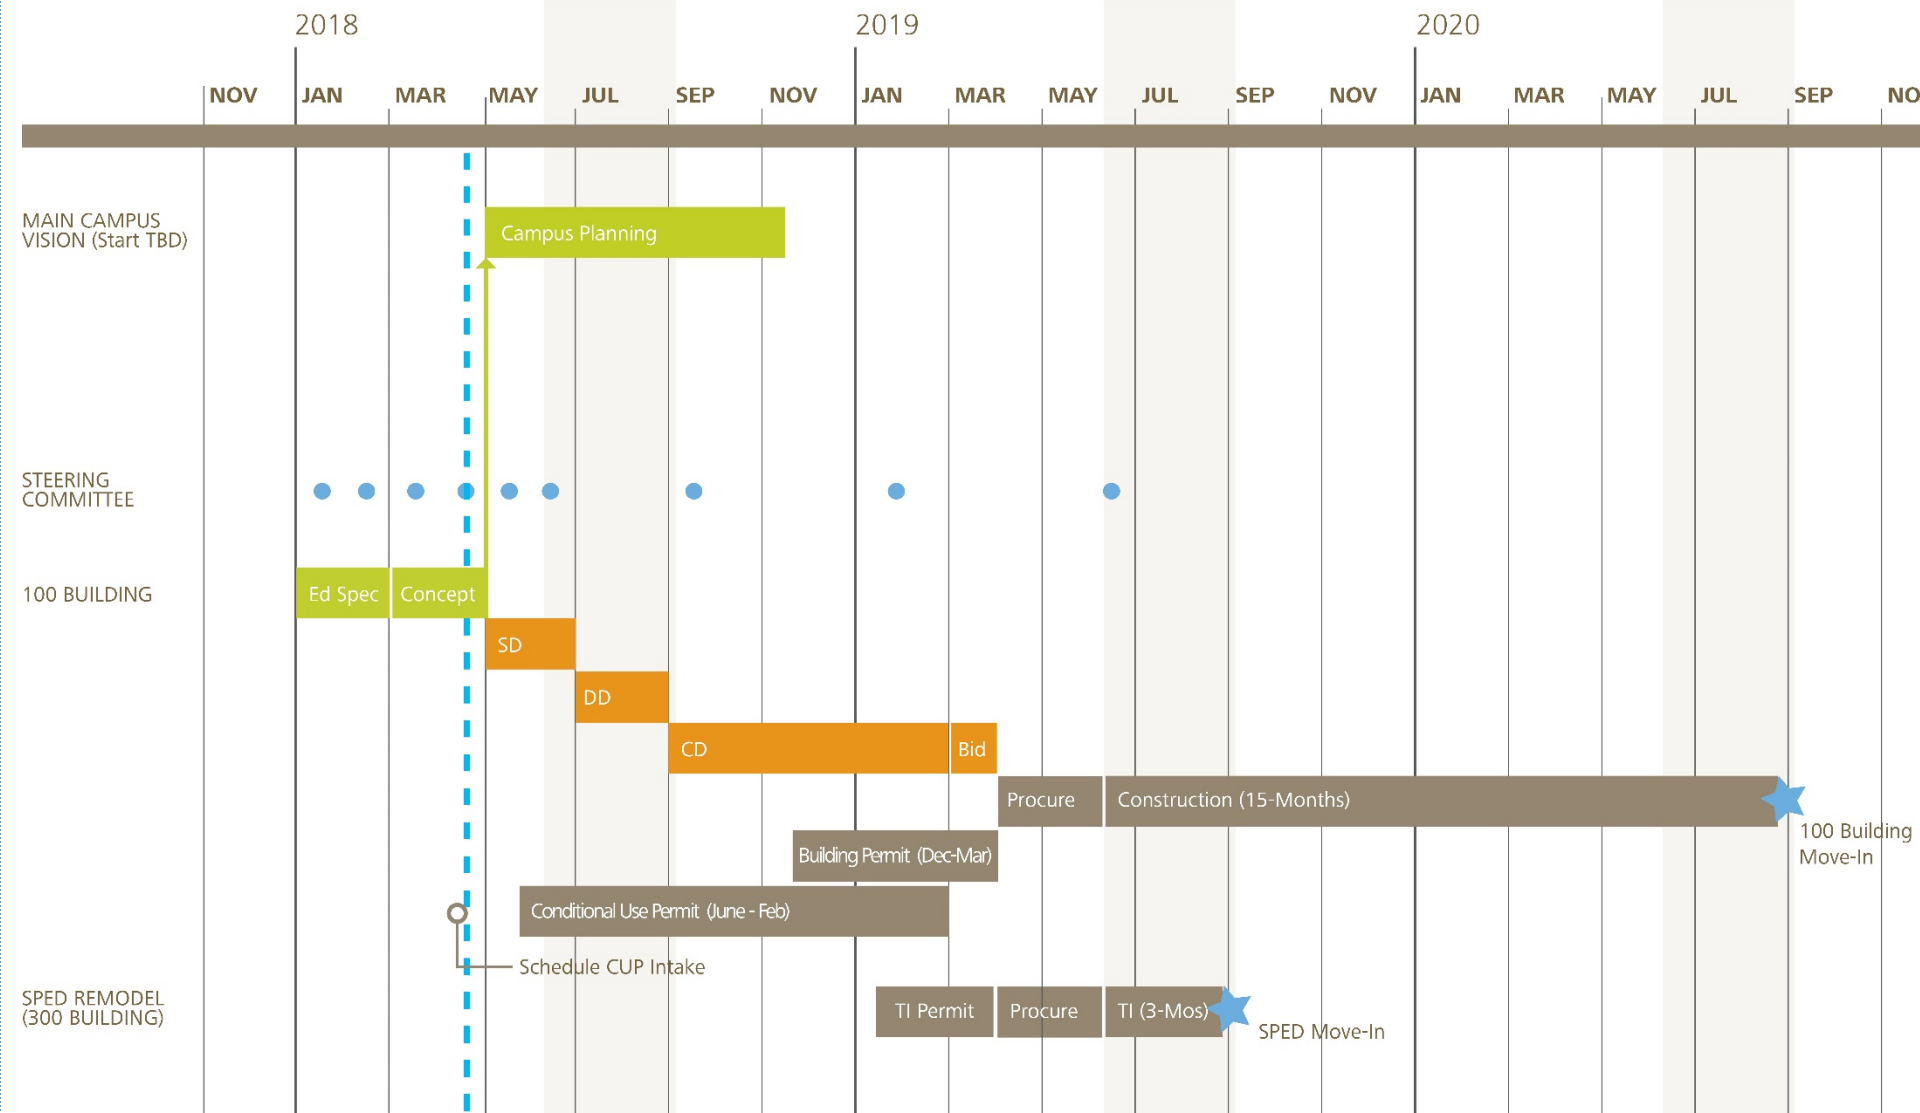 2018 2019 2020
NOV JAN MAR MAY JUL SEP NOV JAN MAR MAY JUL SEP NOV JAN MAR MAY JUL SEP NO
MAIN CAMPUS
VISION (Start TBD)
Campus Planning
STEERING
COMMITTEE
100 BUILDING
Ed Spec Concept
SD
DD
CD Bid
Procure Construction (15-Months)
100 Building
Move-In
Building Permit (Dec-Mar)
Conditional Use Permit (June - Feb)
Schedule CUP Intake
SPED REMODEL
(300 BUILDING)
TI Permit Procure TI (3-Mos)
SPED Move-In